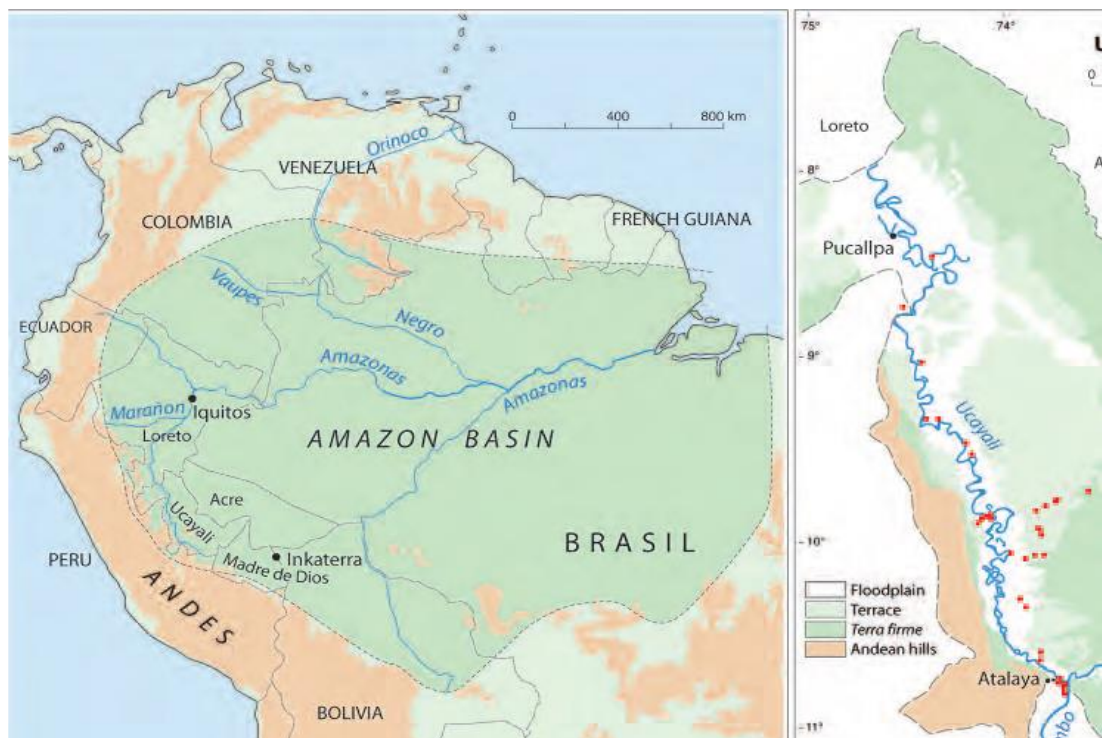 0 400 800 km
Orinoco
VENEZUELA
COLOMBIA
FRENCH GUIANA
Vaupes
ECUADOR
Negro
Amazonas
Amazonas
Marañon
Iquitos
Loreto
AMAZON BASIN
Acre
Ucayali
BRASIL
PERU
Inkaterra
Madre de Dios
ANDES
BOLIVIA
75° 74°
U
0
Loreto
A
8°
Pucallpa
9°
Ucayali
10°
Floodplain
Terrace
Terra firme
Andean hills
Atalaya
11°
mbo